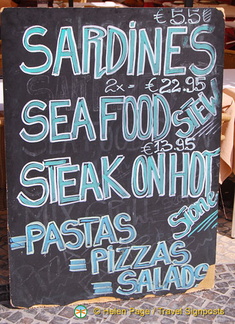 € 5.5€
SARDINES
2x = €22.95
SEAFOOD STEW
€13.95
STEAK ON HOT
STONE
=PASTAS
=PIZZAS
=SALADS
© Helen Page / Travel Signposts